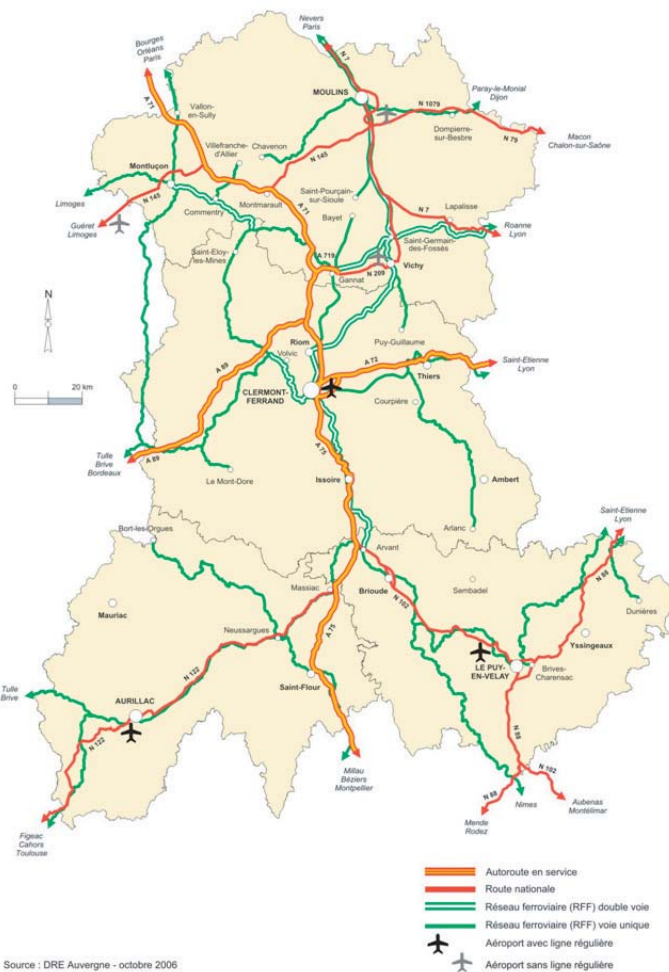 Nevers
Paris
Bourges
Orléans
Paris
N 7
A 71
MOULINS
Paray-le-Monial
Dijon
N 1079
Vallon-
en-Sully
Dompierre-
sur-Besbre
N 79
Macon
Chalon-sur-Saône
Villefranche-
d'Allier
Chavenon
N 145
Montluçon
Saint-Pourçain-
sur-Sioule
Limoges
N 145
Commentry
Montmarault
A 71
Bayet
N 7
Lapalisse
Guéret
Limoges
Roanne
Lyon
Saint-Eloy-
les-Mines
A 719
Saint-Germain-
des-Fossés
Vichy
Gannat
N 209
N
Riom
Volvic
Puy-Guillaume
0
20 km
A 89
A 72
Saint-Etienne
Lyon
Thiers
CLERMONT-
FERRAND
Courpière
Tulle
Brive
Bordeaux
A 89
A 75
Le Mont-Dore
Issoire
Ambert
Bort-les-Orgues
Arlanc
Saint-Etienne
Lyon
Arvant
Massiac
Brioude
Sembadel
N 88
Mauriac
N 102
Dunières
Neussargues
A 75
Yssingeaux
N 122
LE PUY-
EN-VELAY
Brives-
Charensac
Tulle
Brive
AURILLAC
Saint-Flour
N 122
N 88
Millau
Béziers
Montpellier
N 102
N 88
Nimes
Aubenas
Montélimar
Mende
Rodez
Figeac
Cahors
Toulouse
Autoroute en service
Route nationale
Réseau ferroviaire (RFF) double voie
Réseau ferroviaire (RFF) voie unique
Aéroport avec ligne régulière
Aéroport sans ligne régulière
Source : DRE Auvergne - octobre 2006